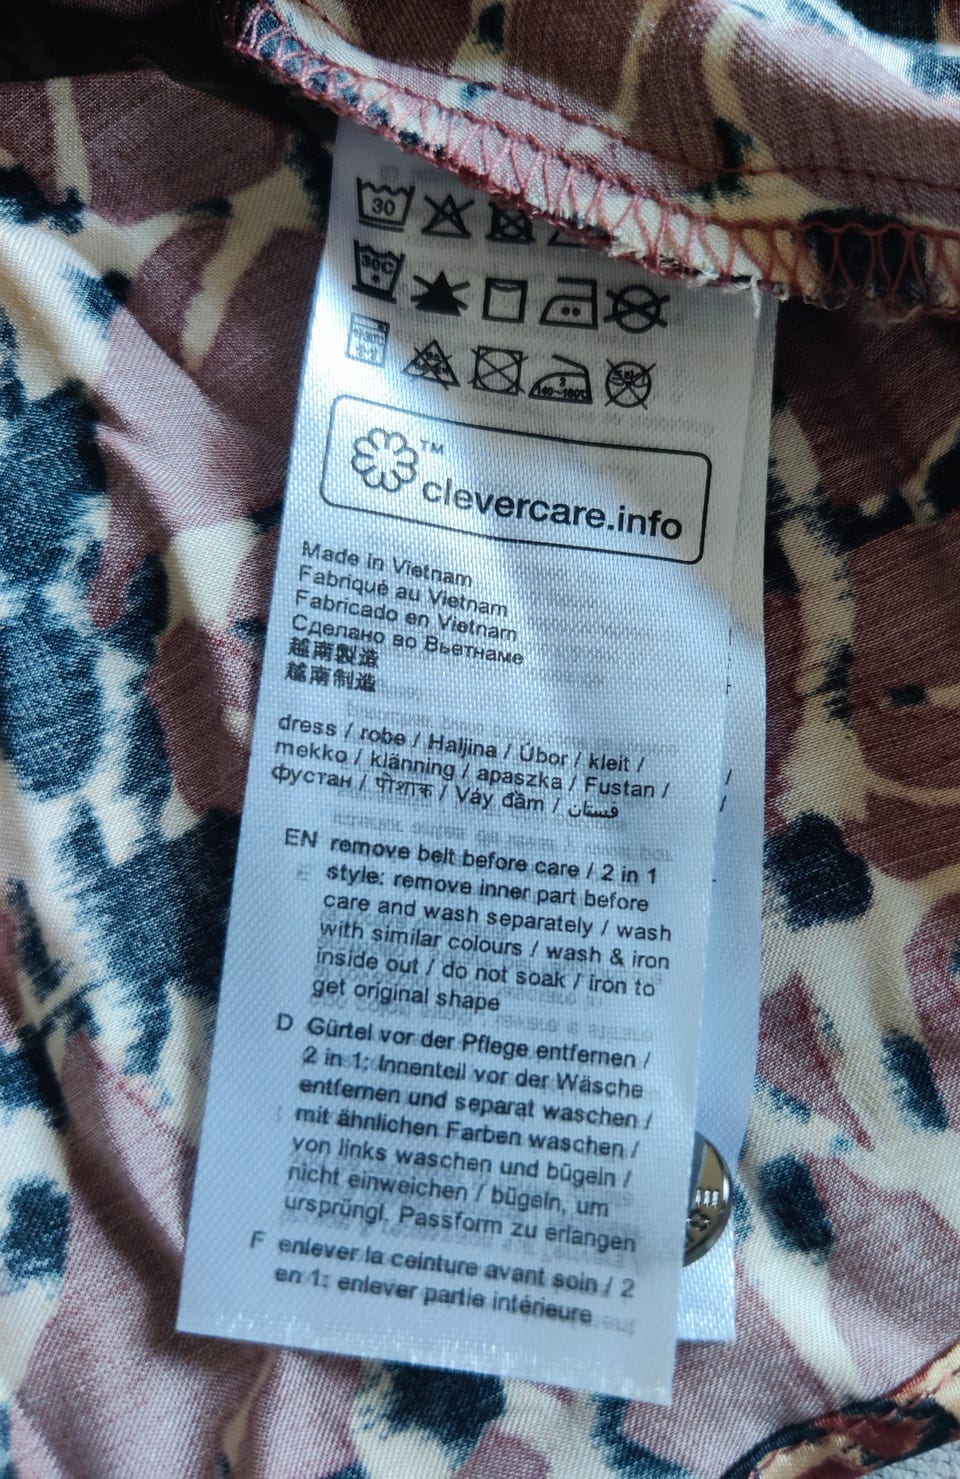 30
30C
™
clevercare.info
Made in Vietnam
Fabriqué au Vietnam
Fabricado en Vietnam
Сделано во Вьетнаме
越南製造
越南制造
dress / robe / Haljina / Úbor / kleit /
mekko / klänning / apaszka / Fustan /
фустан / पोशाक / Váy đầm / فستان
EN remove belt before care / 2 in 1
style: remove inner part before
care and wash separately / wash
with similar colours / wash & iron
inside out / do not soak / iron to
get original shape
D Gürtel vor der Pflege entfernen /
2 in 1: Innenteil vor der Wäsche
entfernen und separat waschen /
mit ähnlichen Farben waschen /
von links waschen und bügeln /
nicht einweichen / bügeln, um
ursprüngl. Passform zu erlangen
F enlever la ceinture avant soin / 2
en 1: enlever partie intérieure